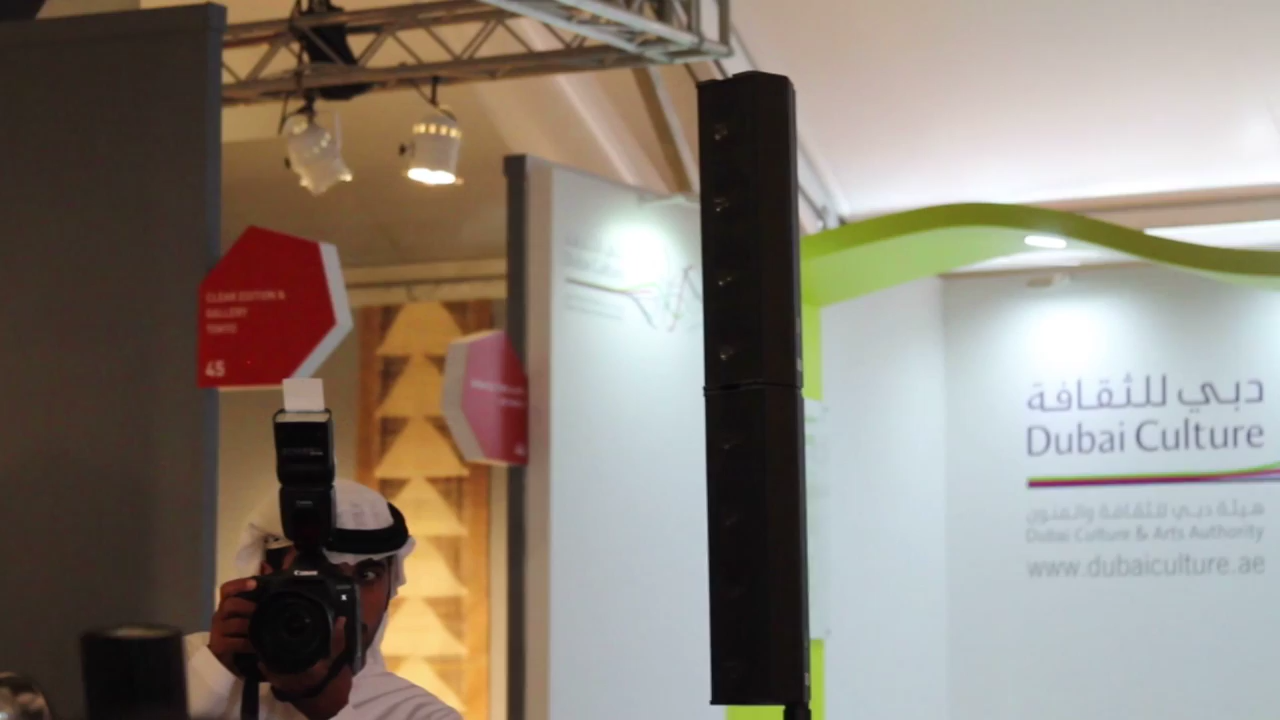 CLEAR EDITION &
GALLERY
TOKYO
45
Canon
دبي للثقافة
Dubai Culture
هيئة دبي للثقافة والفنون
Dubai Culture & Arts Authority
www.dubaiculture.ae